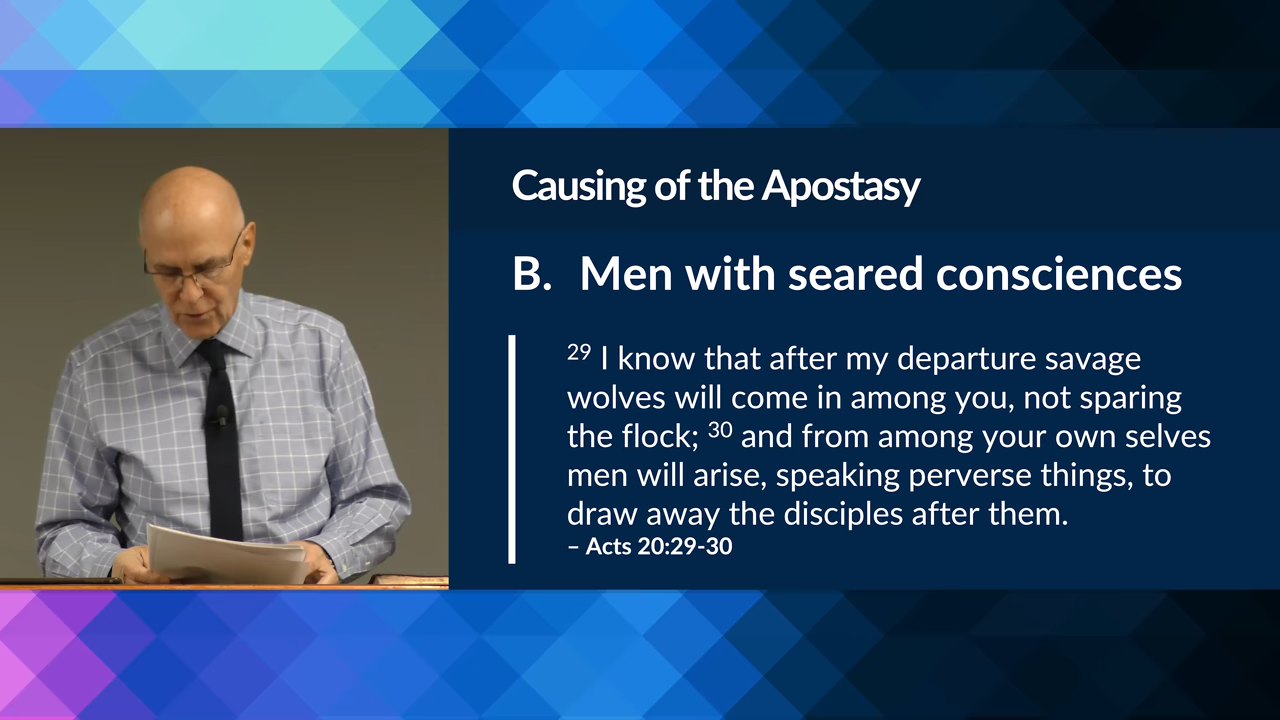 Causing of the Apostasy
B. Men with seared consciences
29 I know that after my departure savage
wolves will come in among you, not sparing
the flock; 30 and from among your own selves
men will arise, speaking perverse things, to
draw away the disciples after them.
– Acts 20:29-30